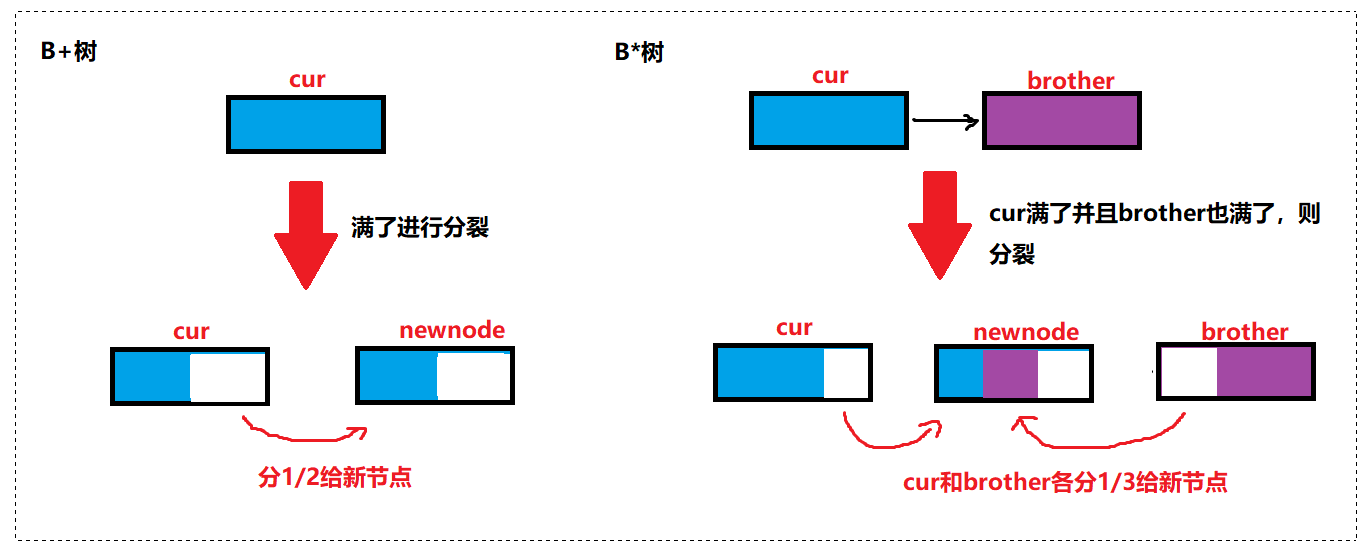 B+树
cur
满了进行分裂
cur
newnode
分1/2给新节点
B*树
cur
brother
cur满了并且brother也满了，则
分裂
cur
newnode
brother
cur和brother各分1/3给新节点